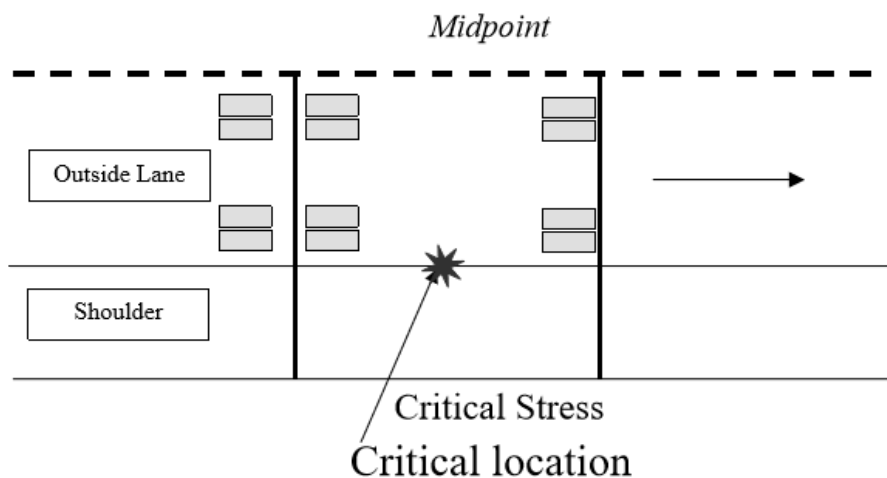 Midpoint
Outside Lane
Shoulder
Critical Stress
Critical location